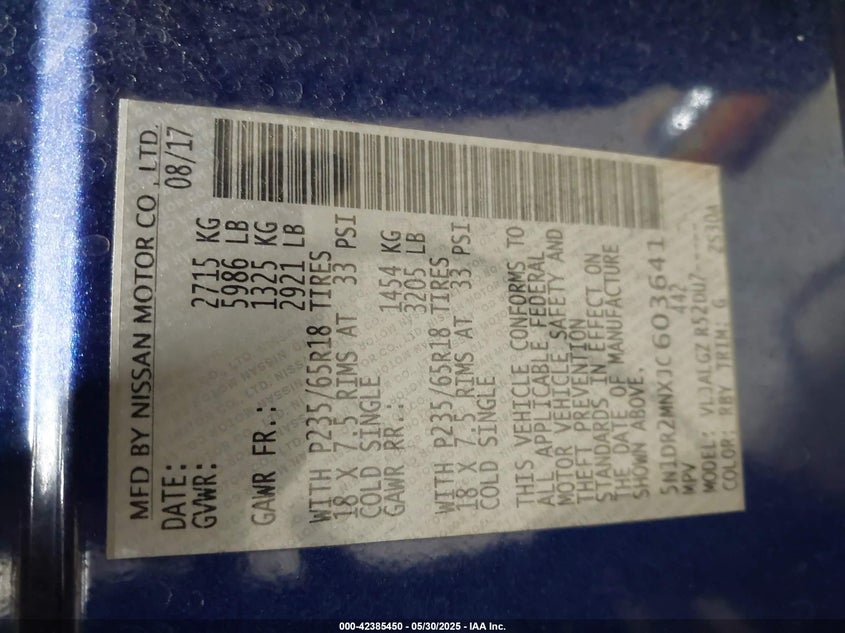 MFD BY NISSAN MOTOR CO., LTD.
DATE: 08/17
GVWR: 2715 KG
5986 LB
GAWR FR.: 1325 KG
2921 LB
WITH P235/65R18 TIRES
18 X 7.5 RIMS AT 33 PSI
COLD SINGLE
GAWR RR.: 1454 KG
3205 LB
WITH P235/65R18 TIRES
18 X 7.5 RIMS AT 33 PSI
COLD SINGLE
THIS VEHICLE CONFORMS TO
ALL APPLICABLE FEDERAL
MOTOR VEHICLE SAFETY AND
THEFT PREVENTION
STANDARDS IN EFFECT ON
THE DATE OF MANUFACTURE
SHOWN ABOVE.
5N1DR2MNXJC603641
MPV 442
MODEL:
COLOR: RBY TRIM: G
000-42385450 - 05/30/2025 - IAA Inc.